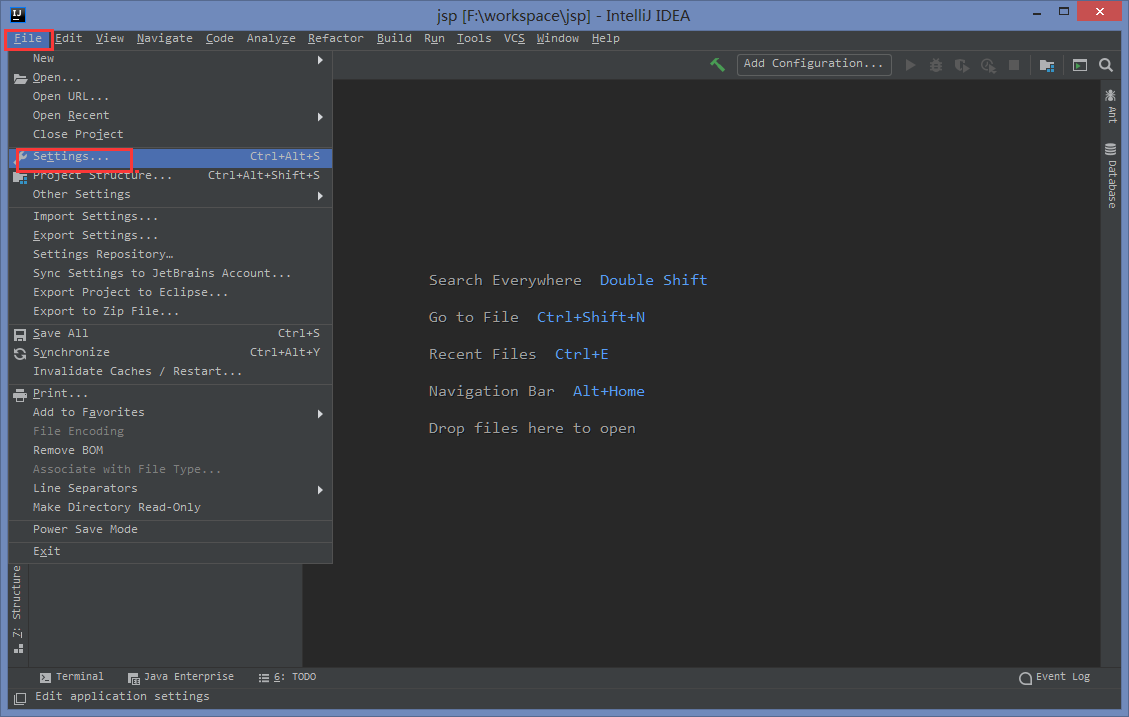 IJ
jsp [F:\workspace\jsp] - IntelliJ IDEA
File Edit View Navigate Code Analyze Refactor Build Run Tools VCS Window Help
Add Configuration...
New
Open...
Open URL...
Open Recent
Close Project
Settings... Ctrl+Alt+S
Project Structure... Ctrl+Alt+Shift+S
Other Settings
Import Settings...
Export Settings...
Settings Repository…
Sync Settings to JetBrains Account...
Export Project to Eclipse...
Export to Zip File...
Save All Ctrl+S
Synchronize Ctrl+Alt+Y
Invalidate Caches / Restart...
Print...
Add to Favorites
File Encoding
Remove BOM
Associate with File Type...
Line Separators
Make Directory Read-Only
Power Save Mode
Exit
Search Everywhere Double Shift
Go to File Ctrl+Shift+N
Recent Files Ctrl+E
Navigation Bar Alt+Home
Drop files here to open
Ant
Database
Z: Structure
Terminal Java Enterprise 6: TODO Event Log
Edit application settings